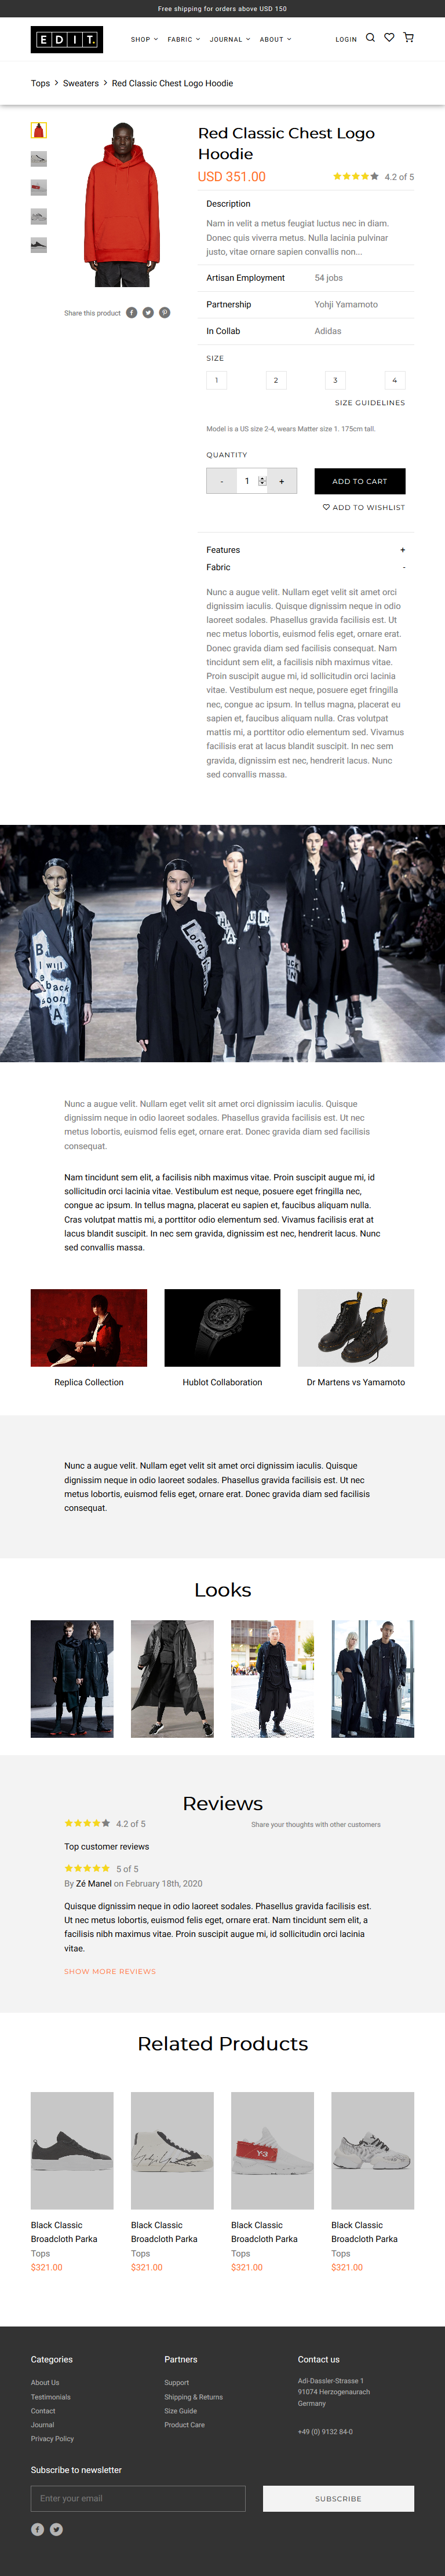 Free shipping for orders above USD 150
EDIT.
SHOP FABRIC JOURNAL ABOUT LOGIN
Tops > Sweaters > Red Classic Chest Logo Hoodie
Red Classic Chest Logo
Hoodie
USD 351.00 4.2 of 5
Description
Nam in velit a metus feugiat luctus nec in diam.
Donec quis viverra metus. Nulla lacinia pulvinar
justo, vitae ornare sapien convallis non...
Share this product
Artisan Employment 54 jobs
Partnership Yohji Yamamoto
In Collab Adidas
SIZE
1 2 3 4
SIZE GUIDELINES
Model is a US size 2-4, wears Matter size 1. 175cm tall.
QUANTITY
- 1 + ADD TO CART
ADD TO WISHLIST
Features +
Fabric -
Nunc a augue velit. Nullam eget velit sit amet orci
dignissim iaculis. Quisque dignissim neque in odio
laoreet sodales. Phasellus gravida facilisis est. Ut
nec metus lobortis, euismod felis eget, ornare erat.
Donec gravida diam sed facilisis consequat. Nam
tincidunt sem elit, a facilisis nibh maximus vitae.
Proin suscipit augue mi, id sollicitudin orci lacinia
vitae. Vestibulum est neque, posuere eget fringilla
nec, congue ac ipsum. In tellus magna, placerat eu
sapien et, faucibus aliquam nulla. Cras volutpat
mattis mi, a porttitor odio elementum sed. Vivamus
facilisis erat at lacus blandit suscipit. In nec sem
gravida, dignissim est nec, hendrerit lacus. Nunc
sed convallis massa.
B
I will
be
back
soon
A
Lord
Nunc a augue velit. Nullam eget velit sit amet orci dignissim iaculis. Quisque
dignissim neque in odio laoreet sodales. Phasellus gravida facilisis est. Ut nec
metus lobortis, euismod felis eget, ornare erat. Donec gravida diam sed facilisis
consequat.
Nam tincidunt sem elit, a facilisis nibh maximus vitae. Proin suscipit augue mi, id
sollicitudin orci lacinia vitae. Vestibulum est neque, posuere eget fringilla nec,
congue ac ipsum. In tellus magna, placerat eu sapien et, faucibus aliquam nulla.
Cras volutpat mattis mi, a porttitor odio elementum sed. Vivamus facilisis erat at
lacus blandit suscipit. In nec sem gravida, dignissim est nec, hendrerit lacus. Nunc
sed convallis massa.
Replica Collection Hublot Collaboration Dr Martens vs Yamamoto
Nunc a augue velit. Nullam eget velit sit amet orci dignissim iaculis. Quisque
dignissim neque in odio laoreet sodales. Phasellus gravida facilisis est. Ut nec
metus lobortis, euismod felis eget, ornare erat. Donec gravida diam sed facilisis
consequat.
Looks
Reviews
4.2 of 5 Share your thoughts with other customers
Top customer reviews
5 of 5
By Zé Manel on February 18th, 2020
Quisque dignissim neque in odio laoreet sodales. Phasellus gravida facilisis est.
Ut nec metus lobortis, euismod felis eget, ornare erat. Nam tincidunt sem elit, a
facilisis nibh maximus vitae. Proin suscipit augue mi, id sollicitudin orci lacinia
vitae.
SHOW MORE REVIEWS
Related Products
Y-3
Black Classic Black Classic Black Classic Black Classic
Broadcloth Parka Broadcloth Parka Broadcloth Parka Broadcloth Parka
Tops Tops Tops Tops
$321.00 $321.00 $321.00 $321.00
Categories Partners Contact us
About Us Support Adi-Dassler-Strasse 1
Testimonials Shipping & Returns 91074 Herzogenaurach
Contact Size Guide Germany
Journal Product Care +49 (0) 9132 84-0
Privacy Policy
Subscribe to newsletter
Enter your email SUBSCRIBE